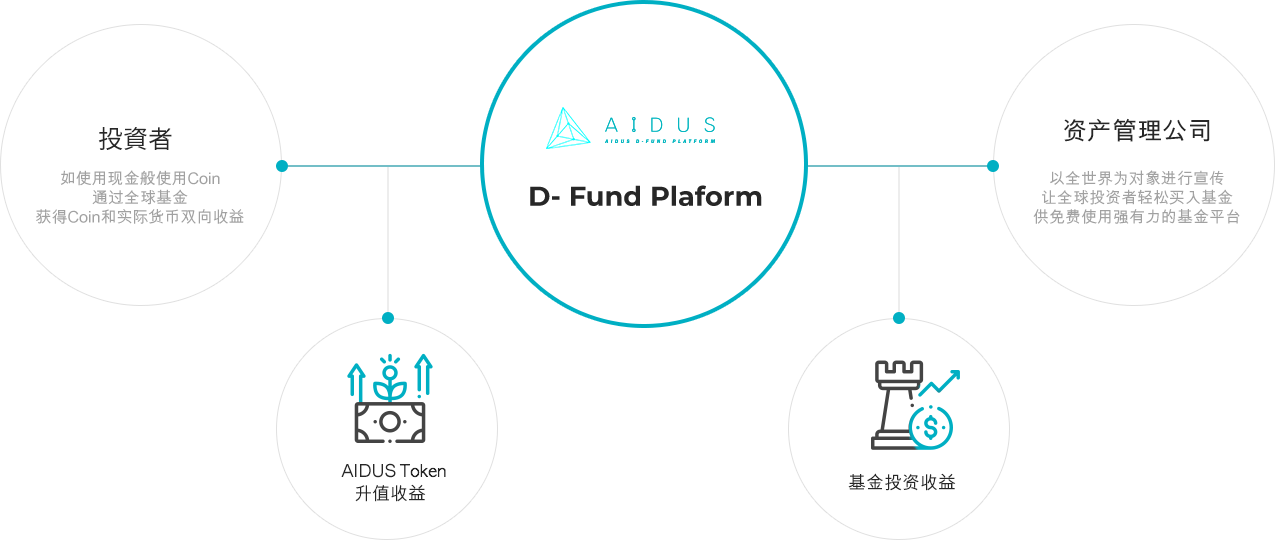 投資者
如使用现金般使用Coin
通过全球基金
获得Coin和实际货币双向收益
AIDUS
AIDUS D-FUND PLATFORM
D- Fund Plaform
资产管理公司
以全世界为对象进行宣传
让全球投资者轻松买入基金
供免费使用强有力的基金平台
AIDUS Token
升值收益
基金投资收益